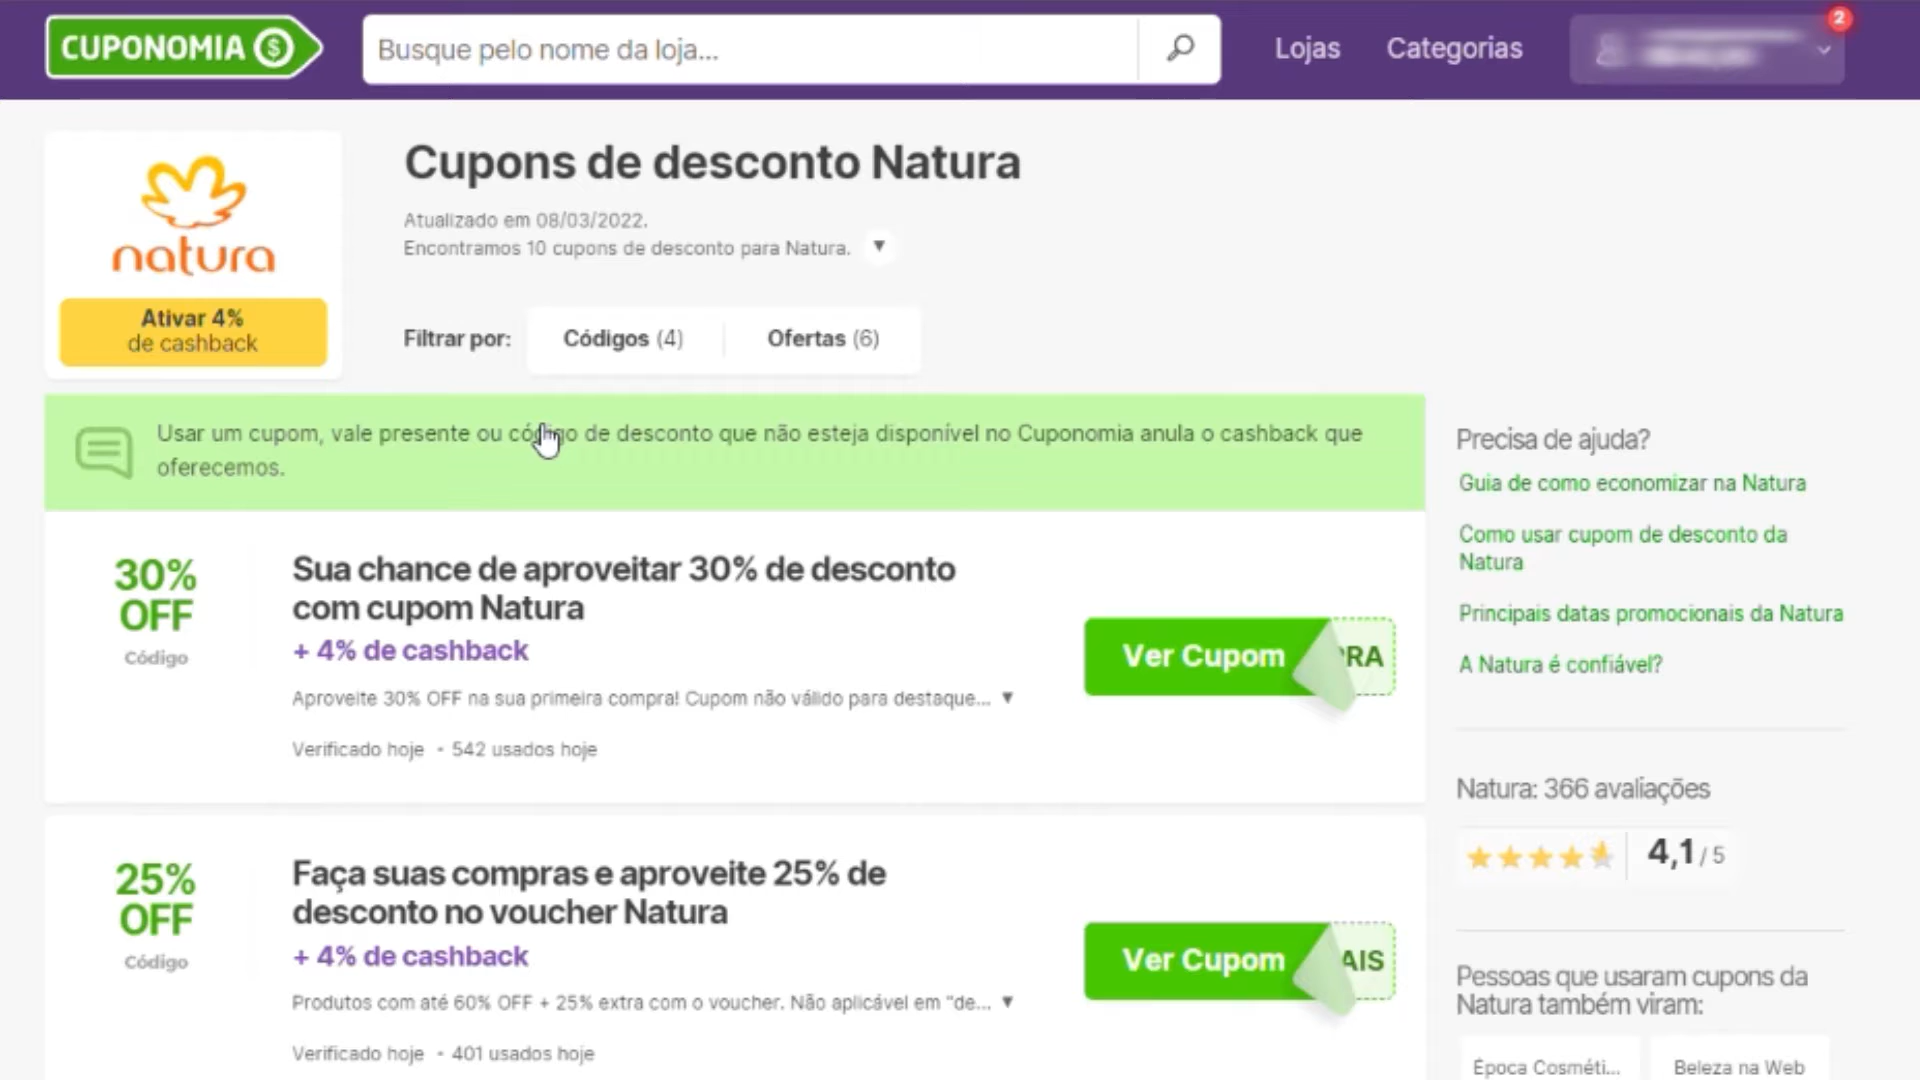 CUPONOMIA $
Busque pelo nome da loja...
Lojas
Categorias
2
natura
Ativar 4%
de cashback
Cupons de desconto Natura
Atualizado em 08/03/2022.
Encontramos 10 cupons de desconto para Natura. ▼
Filtrar por:
Códigos (4)
Ofertas (6)
Usar um cupom, vale presente ou código de desconto que não esteja disponível no Cuponomia anula o cashback que
oferecemos.
30%
OFF
Código
Sua chance de aproveitar 30% de desconto
com cupom Natura
+ 4% de cashback
Aproveite 30% OFF na sua primeira compra! Cupom não válido para destaque... ▼
Verificado hoje • 542 usados hoje
Ver Cupom
RA
25%
OFF
Código
Faça suas compras e aproveite 25% de
desconto no voucher Natura
+ 4% de cashback
Produtos com até 60% OFF + 25% extra com o voucher. Não aplicável em "de... ▼
Verificado hoje • 401 usados hoje
Ver Cupom
AIS
Precisa de ajuda?
Guia de como economizar na Natura
Como usar cupom de desconto da
Natura
Principais datas promocionais da Natura
A Natura é confiável?
Natura: 366 avaliações
4,1 / 5
Pessoas que usaram cupons da
Natura também viram:
Época Cosméti...
Beleza na Web